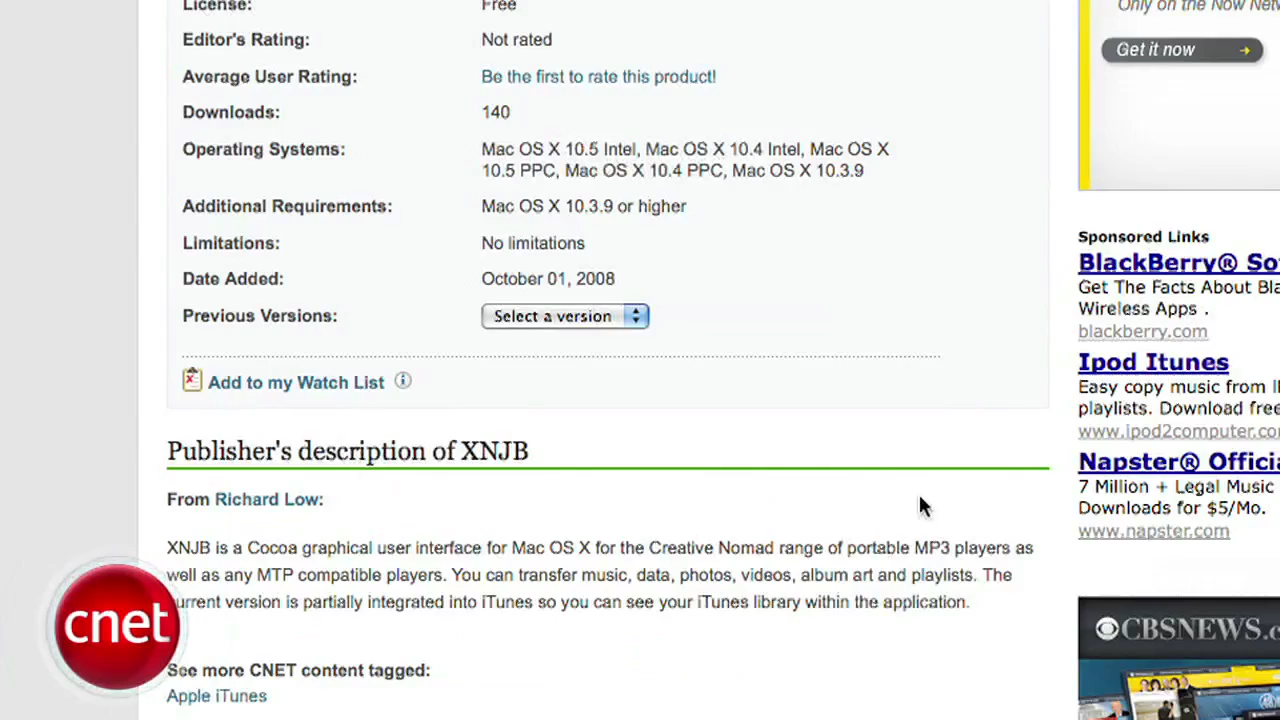 License: Free
Only on the Now
Editor's Rating: Not rated
Get it now
Average User Rating: Be the first to rate this product!
Downloads: 140
Operating Systems: Mac OS X 10.5 Intel, Mac OS X 10.4 Intel, Mac OS X
10.5 PPC, Mac OS X 10.4 PPC, Mac OS X 10.3.9
Additional Requirements: Mac OS X 10.3.9 or higher
Limitations: No limitations
Date Added: October 01, 2008
Previous Versions: Select a version
Add to my Watch List
Publisher's description of XNJB
From Richard Low:
XNJB is a Cocoa graphical user interface for Mac OS X for the Creative Nomad range of portable MP3 players as
well as any MTP compatible players. You can transfer music, data, photos, videos, album art and playlists. The
current version is partially integrated into iTunes so you can see your iTunes library within the application.
See more CNET content tagged:
Apple iTunes
cnet
Sponsored Links
BlackBerry®
Get The Facts About
Wireless Apps .
blackberry.com
Ipod Itunes
Easy copy music from
playlists. Download
www.ipod2computer.co
Napster®
7 Million + Legal Music
Downloads for $5/Mo.
www.napster.com
CBSNEWS.c